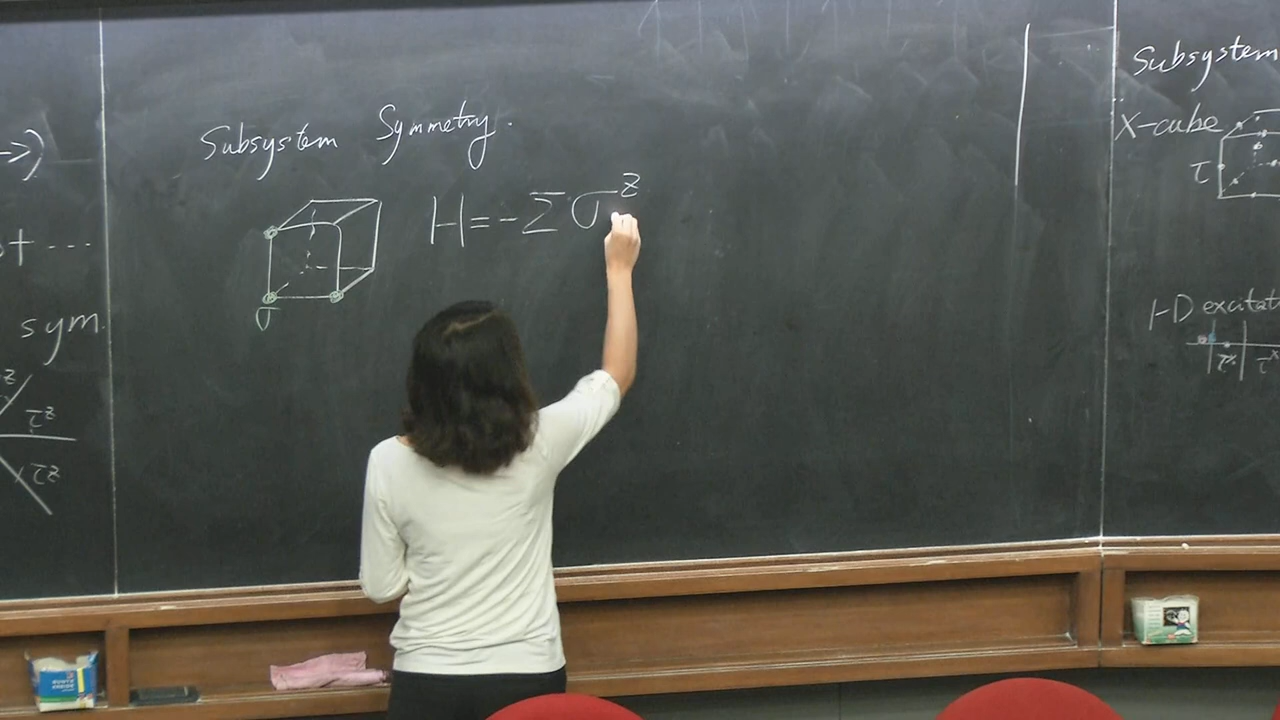 ->)
+ ...
sym.
z
τ^z
τ^z
Subsystem Symmetry.
H = - Σ σ^z
σ
Subsystem
X-cube
τ
1-D excitat
τ^x
τ^x